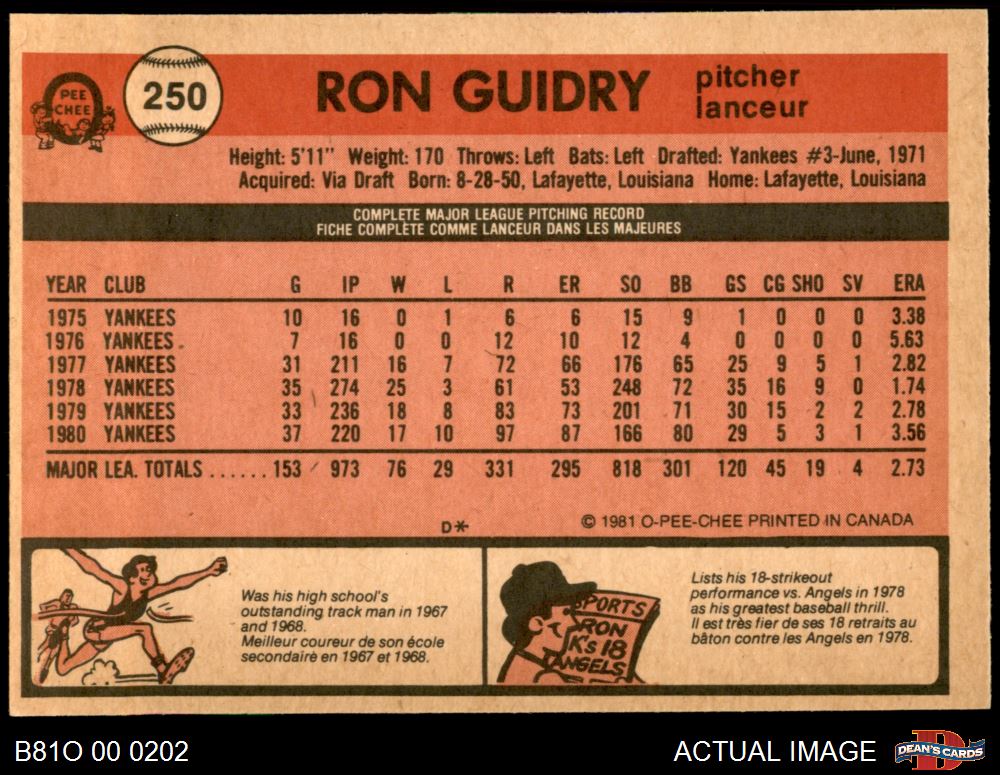 PEE
CHEE
250
RON GUIDRY
pitcher
lanceur
Height: 5'11" Weight: 170 Throws: Left Bats: Left Drafted: Yankees #3-June, 1971
Acquired: Via Draft Born: 8-28-50, Lafayette, Louisiana Home: Lafayette, Louisiana
COMPLETE MAJOR LEAGUE PITCHING RECORD
FICHE COMPLÈTE COMME LANCEUR DANS LES MAJEURES
YEAR CLUB G IP W L R ER SO BB GS CG SHO SV ERA
1975 YANKEES 10 16 0 1 6 6 15 9 1 0 0 0 3.38
1976 YANKEES 7 16 0 0 12 10 12 4 0 0 0 0 5.63
1977 YANKEES 31 211 16 7 72 66 176 65 25 9 5 1 2.82
1978 YANKEES 35 274 25 3 61 53 248 72 35 16 9 0 1.74
1979 YANKEES 33 236 18 8 83 73 201 71 30 15 2 2 2.78
1980 YANKEES 37 220 17 10 97 87 166 80 29 5 3 1 3.56
MAJOR LEA. TOTALS ...... 153 973 76 29 331 295 818 301 120 45 19 4 2.73
D*
© 1981 O-PEE-CHEE PRINTED IN CANADA
Was his high school's
outstanding track man in 1967
and 1968.
Meilleur coureur de son école
secondaire en 1967 et 1968.
SPORTS
RON
K's 18
ANGELS
Lists his 18-strikeout
performance vs. Angels in 1978
as his greatest baseball thrill.
Il est très fier de ses 18 retraits au
bâton contre les Angels en 1978.
B81O 00 0202
ACTUAL IMAGE
DEAN'S CARDS